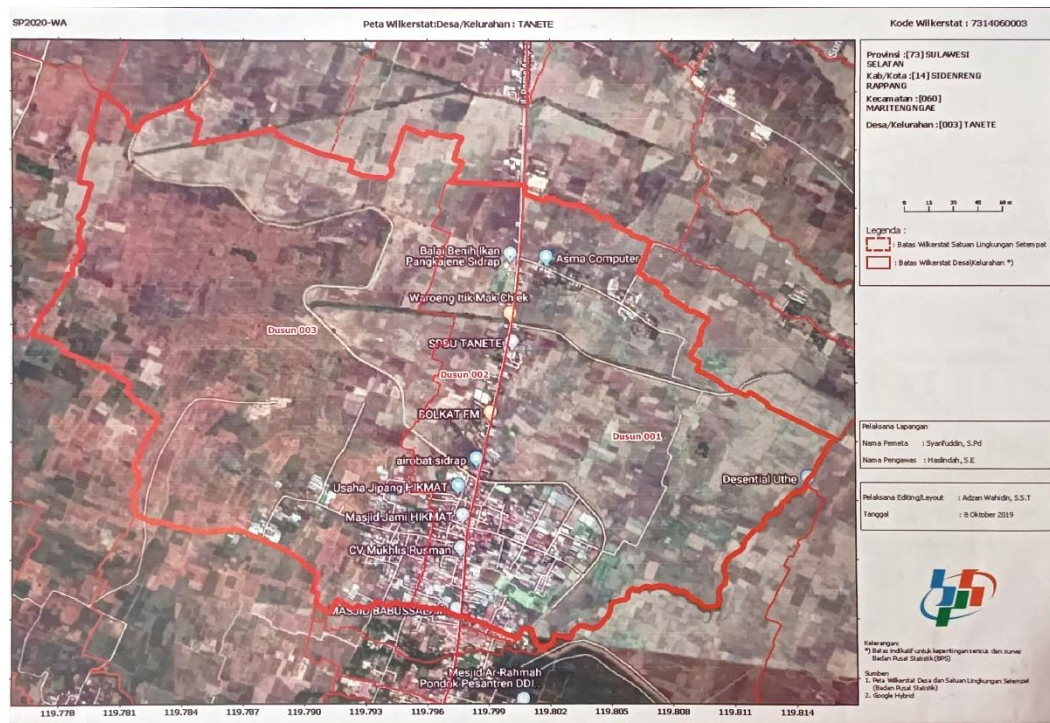 SP2020-WA
Peta Wilkerstat:Desa/Kelurahan : TANETE
Kode Wilkerstat : 7314060003
Provinsi :[73] SULAWESI
SELATAN
Kab/Kota :[14] SIDENRENG
RAPPANG
Kecamatan :[060]
MARITENGNGAE
Desa/Kelurahan :[003] TANETE
Legenda :
: Batas Wilkerstat Satuan Lingkungan Setempat
: Batas Wilkerstat Desa/Kelurahan *)
Balai Benih Ikan
Pangkajene Sidrap
Asma Computer
Waroeng Itik Mak Chiek
Dusun 003
SPBU TANETE
Dusun 002
BOLKAT FM
Dusun 001
airobat sidrap
Desential Uthe
Usaha Jipang HIKMAT
Masjid Jami HIKMAT
CV Mukhlis Rusman
MASJID BABUSSALAM
Mesjid Ar-Rahmah
Pondok Pesantren DDI...
Pelaksana Lapangan
Nama Pemeta : Syarifuddin, S.Pd
Nama Pengawas : Haslindah, S.E
Pelaksana Editing/Layout : Adzan Wahidin, S.S.T
Tanggal : 8 Oktober 2019
Keterangan:
*) Batas indikatif untuk kepentingan sensus dan survei
Badan Pusat Statistik (BPS)
Sumber:
1. Peta Wilkerstat Desa dan Satuan Lingkungan Setempat
(Badan Pusat Statistik)
2. Google Hybrid
119.778 119.781 119.784 119.787 119.790 119.793 119.796 119.799 119.802 119.805 119.808 119.811 119.814